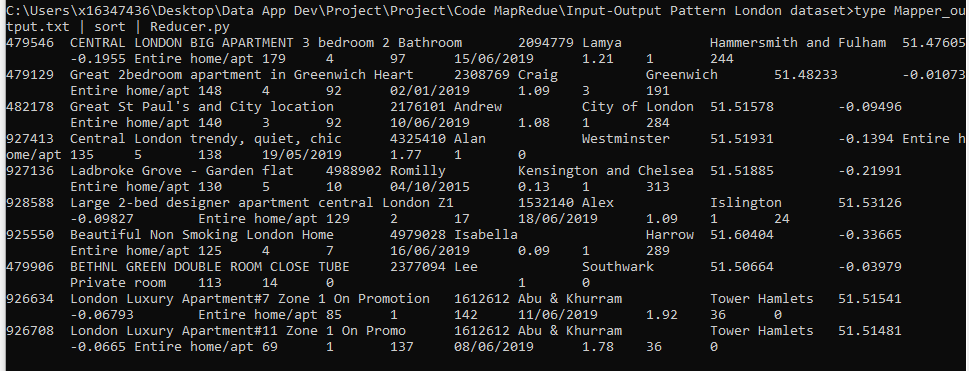 C:\Users\x16347436\Desktop\Data App Dev\Project\Project\Code MapRedue\Input-Output Pattern London dataset>type Mapper_ou
tput.txt | sort | Reducer.py
479546 CENTRAL LONDON BIG APARTMENT 3 bedroom 2 Bathroom 2094779 Lamya Hammersmith and Fulham 51.47605
-0.1955 Entire home/apt 179 4 97 15/06/2019 1.21 1 244
479129 Great 2bedroom apartment in Greenwich Heart 2308769 Craig Greenwich 51.48233 -0.01073
Entire home/apt 148 4 92 02/01/2019 1.09 3 191
482178 Great St Paul's and City location 2176101 Andrew City of London 51.51578 -0.09496
Entire home/apt 140 3 92 10/06/2019 1.08 1 284
927413 Central London trendy, quiet, chic 4325410 Alan Westminster 51.51931 -0.1394 Entire h
ome/apt 135 5 138 19/05/2019 1.77 1 0
927136 Ladbroke Grove - Garden flat 4988902 Romilly Kensington and Chelsea 51.51885 -0.21991
Entire home/apt 130 5 10 04/10/2015 0.13 1 313
928588 Large 2-bed designer apartment central London Z1 1532140 Alex Islington 51.53126
-0.09827 Entire home/apt 129 2 17 18/06/2019 1.09 1 24
925550 Beautiful Non Smoking London Home 4979028 Isabella Harrow 51.60404 -0.33665
Entire home/apt 125 4 7 16/06/2019 0.09 1 289
479906 BETHNL GREEN DOUBLE ROOM CLOSE TUBE 2377094 Lee Southwark 51.50664 -0.03979
Private room 113 14 0 1 0
926634 London Luxury Apartment#7 Zone 1 On Promotion 1612612 Abu & Khurram Tower Hamlets 51.51541
-0.06793 Entire home/apt 85 1 142 11/06/2019 1.92 36 0
926708 London Luxury Apartment#11 Zone 1 On Promo 1612612 Abu & Khurram Tower Hamlets 51.51481
-0.0665 Entire home/apt 69 1 137 08/06/2019 1.78 36 0